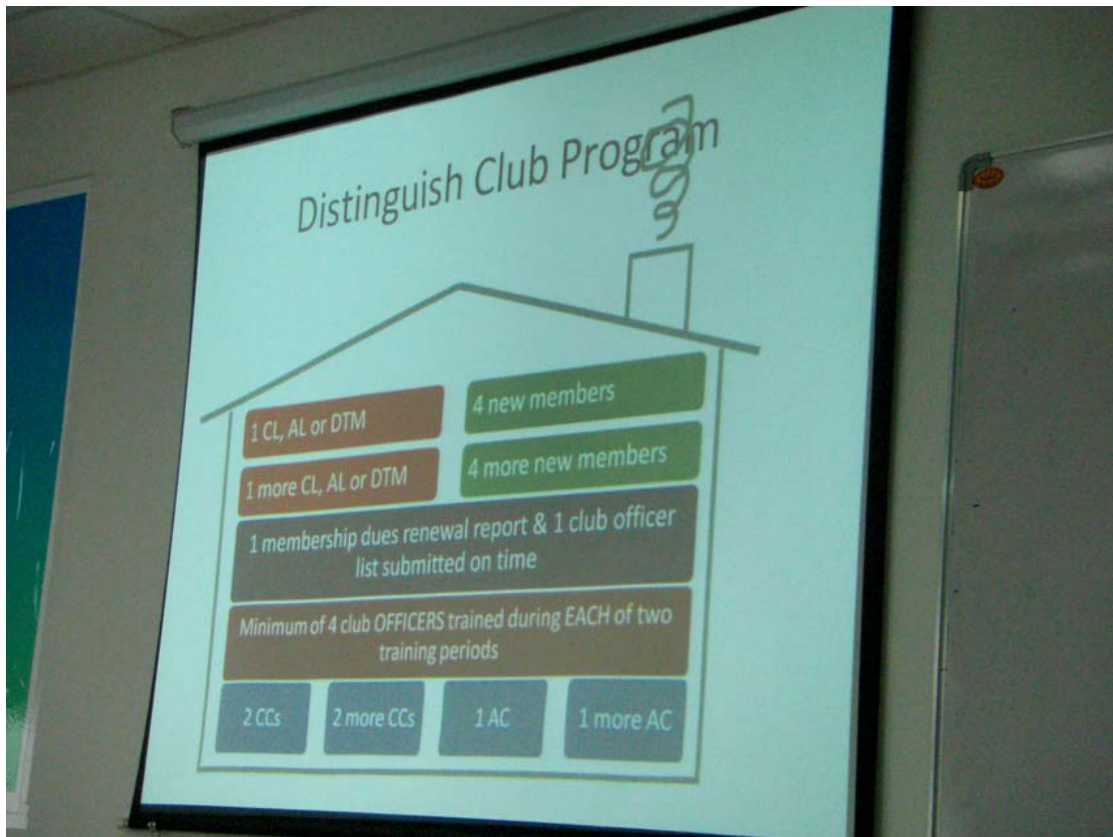 Distinguish Club Program
1 CL, AL or DTM
4 new members
1 more CL, AL or DTM
4 more new members
1 membership dues renewal report & 1 club officer
list submitted on time
Minimum of 4 club OFFICERS trained during EACH of two
training periods
2 CCs
2 more CCs
1 AC
1 more AC